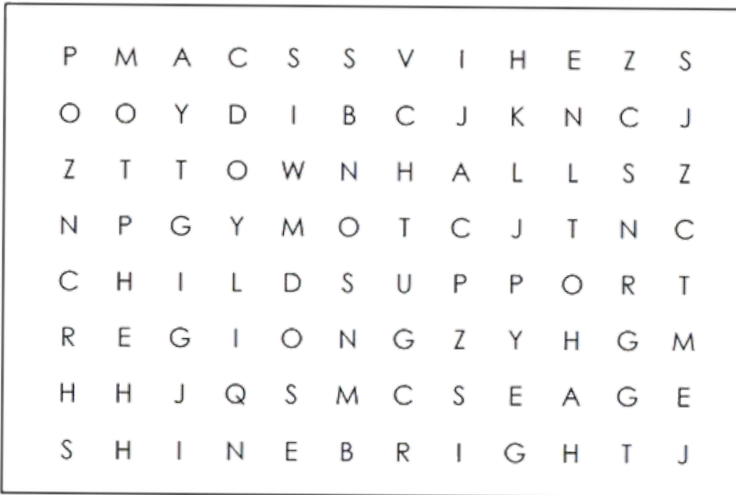 P M A C S S V I H E Z S
O O Y D I B C J K N C J
Z T T O W N H A L L S Z
N P G Y M O T C J T N C
C H I L D S U P P O R T
R E G I O N G Z Y H G M
H H J Q S M C S E A G E
S H I N E B R I G H T J